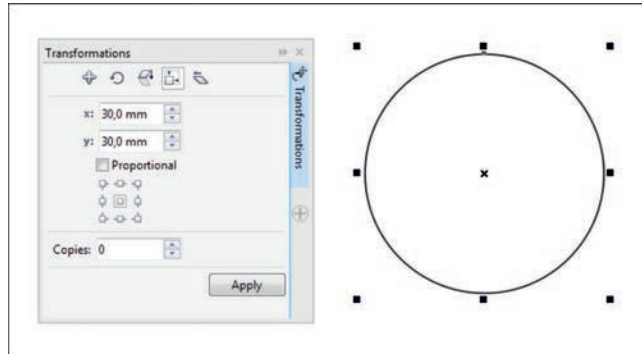 Transformations
x: 30,0 mm
y: 30,0 mm
Proportional
Copies: 0
Apply
Transformations